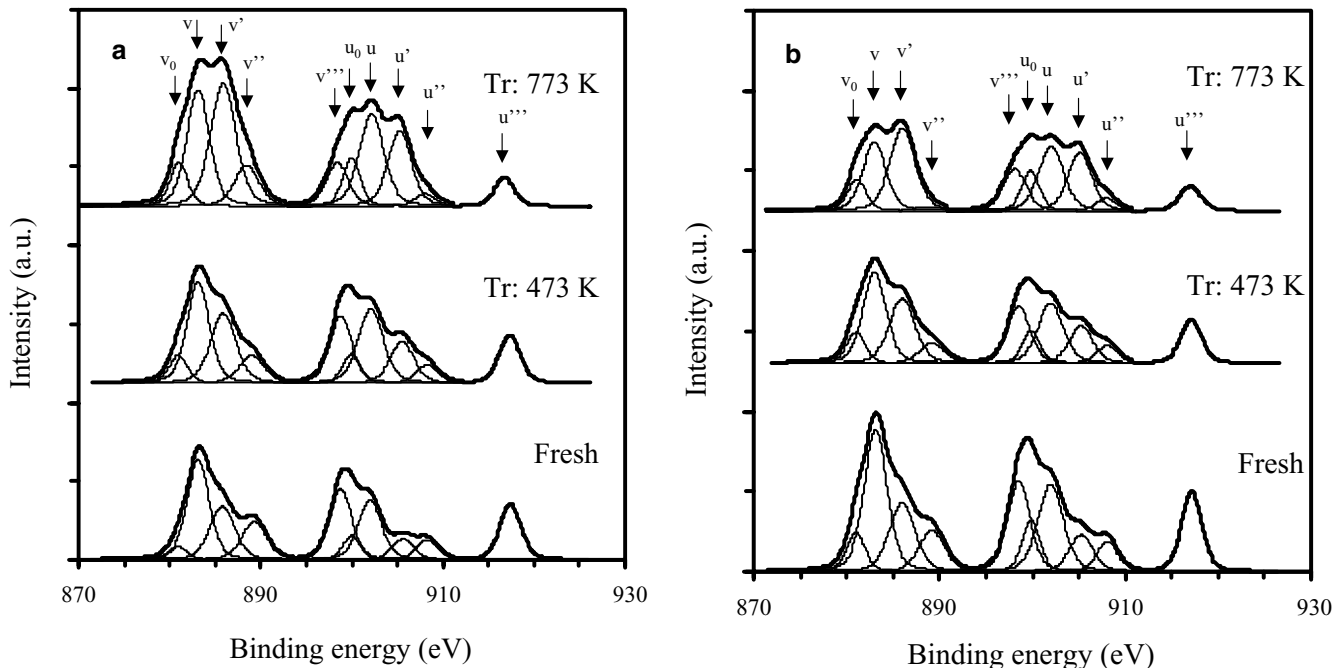 a
v₀ v v’ v’’ v’’’ u₀ u u’ u’’ u’’’
Tr: 773 K
Tr: 473 K
Fresh
Intensity (a.u.)
870 890 910 930
Binding energy (eV)
b
v₀ v v’ v’’ v’’’ u₀ u u’ u’’ u’’’
Tr: 773 K
Tr: 473 K
Fresh
Intensity (a.u.)
870 890 910 930
Binding energy (eV)